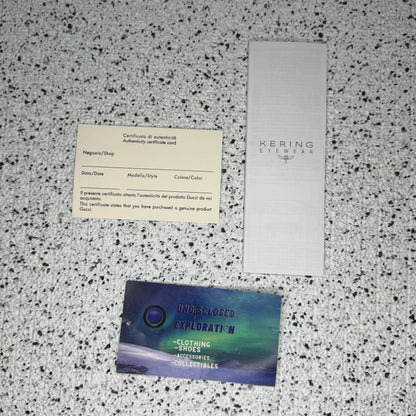 Certificato di autenticità
Authenticity certificate card
Negozio/Shop
Data/Date Modello/Style Colore/Color
Il presente certificato attesta l'autenticità del prodotto Gucci da voi
acquistato.
This certificate states that you have purchased a genuine product
Gucci.
KERING
EYEWEAR
UNDISCLOSED
EXPLORATION
-CLOTHING
-SHOES
-ACCESSORIES
-COLLECTIBLES